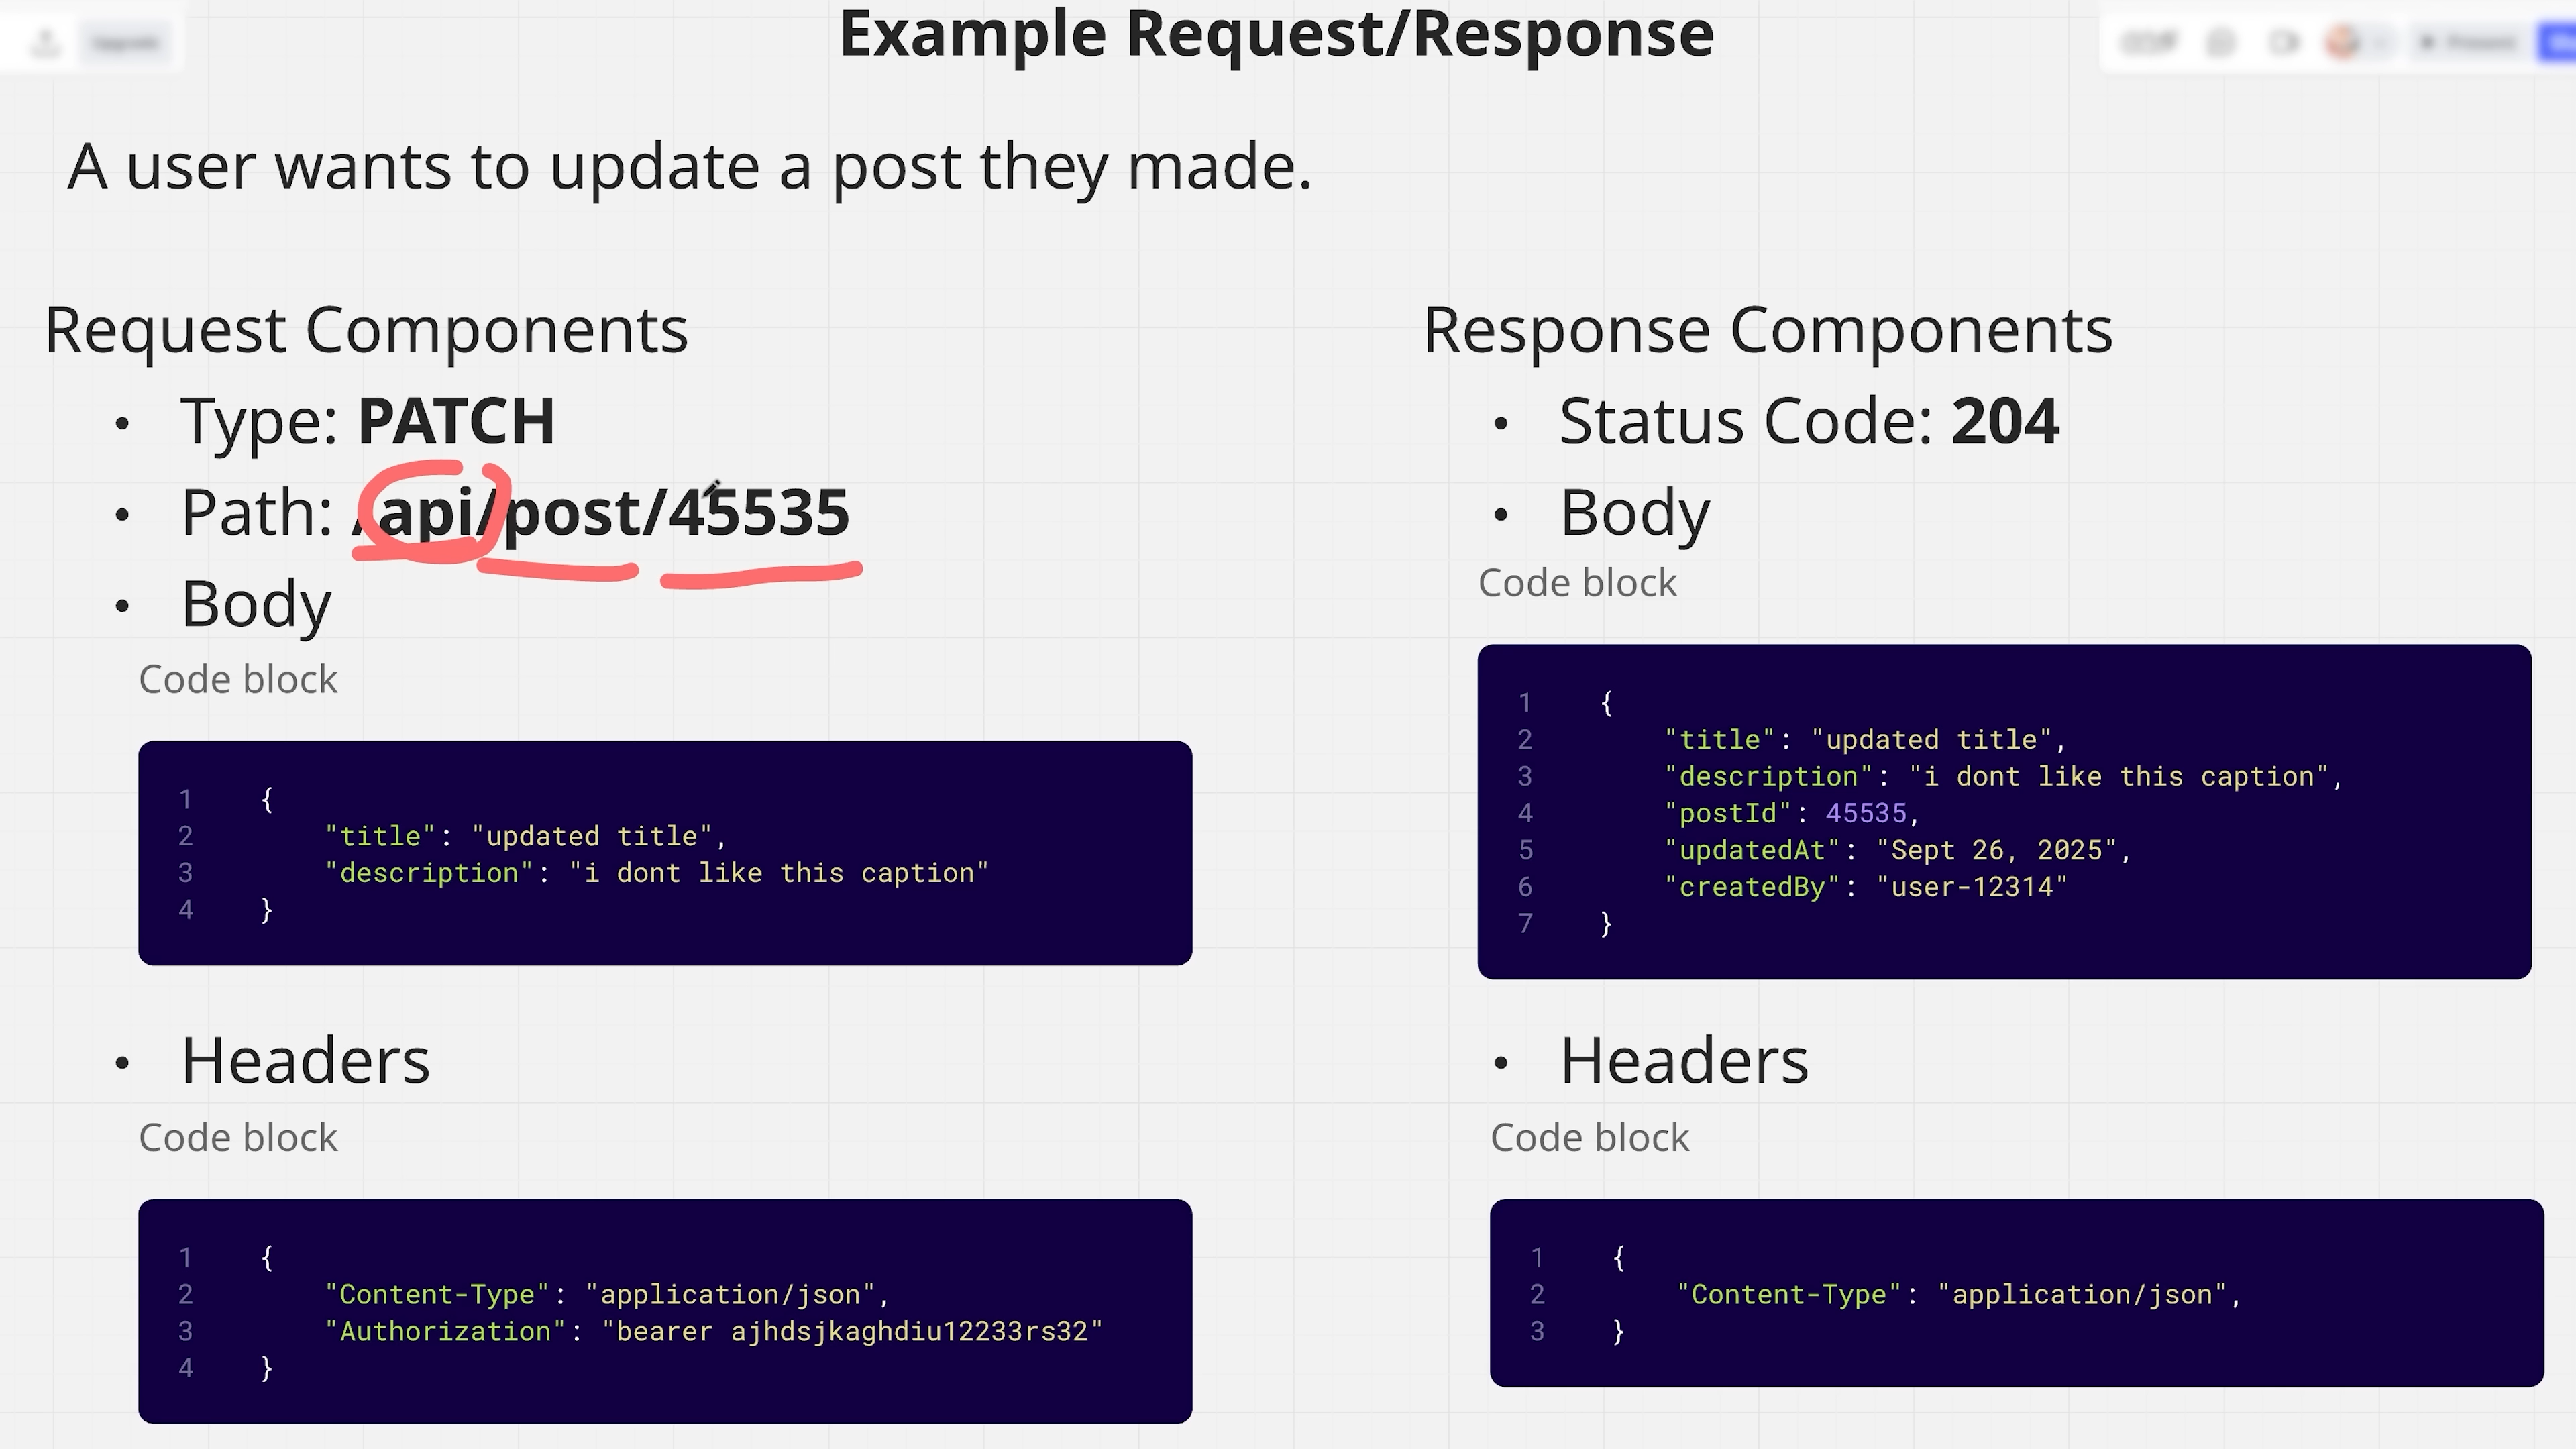 Example Request/Response
A user wants to update a post they made.
Request Components
• Type: PATCH
• Path: /api/post/45535
• Body
Code block
1 {
2 "title": "updated title",
3 "description": "i dont like this caption"
4 }
• Headers
Code block
1 {
2 "Content-Type": "application/json",
3 "Authorization": "bearer ajhdsjkaghdiu12233rs32"
4 }
Response Components
• Status Code: 204
• Body
Code block
1 {
2 "title": "updated title",
3 "description": "i dont like this caption",
4 "postId": 45535,
5 "updatedAt": "Sept 26, 2025",
6 "createdBy": "user-12314"
7 }
• Headers
Code block
1 {
2 "Content-Type": "application/json",
3 }